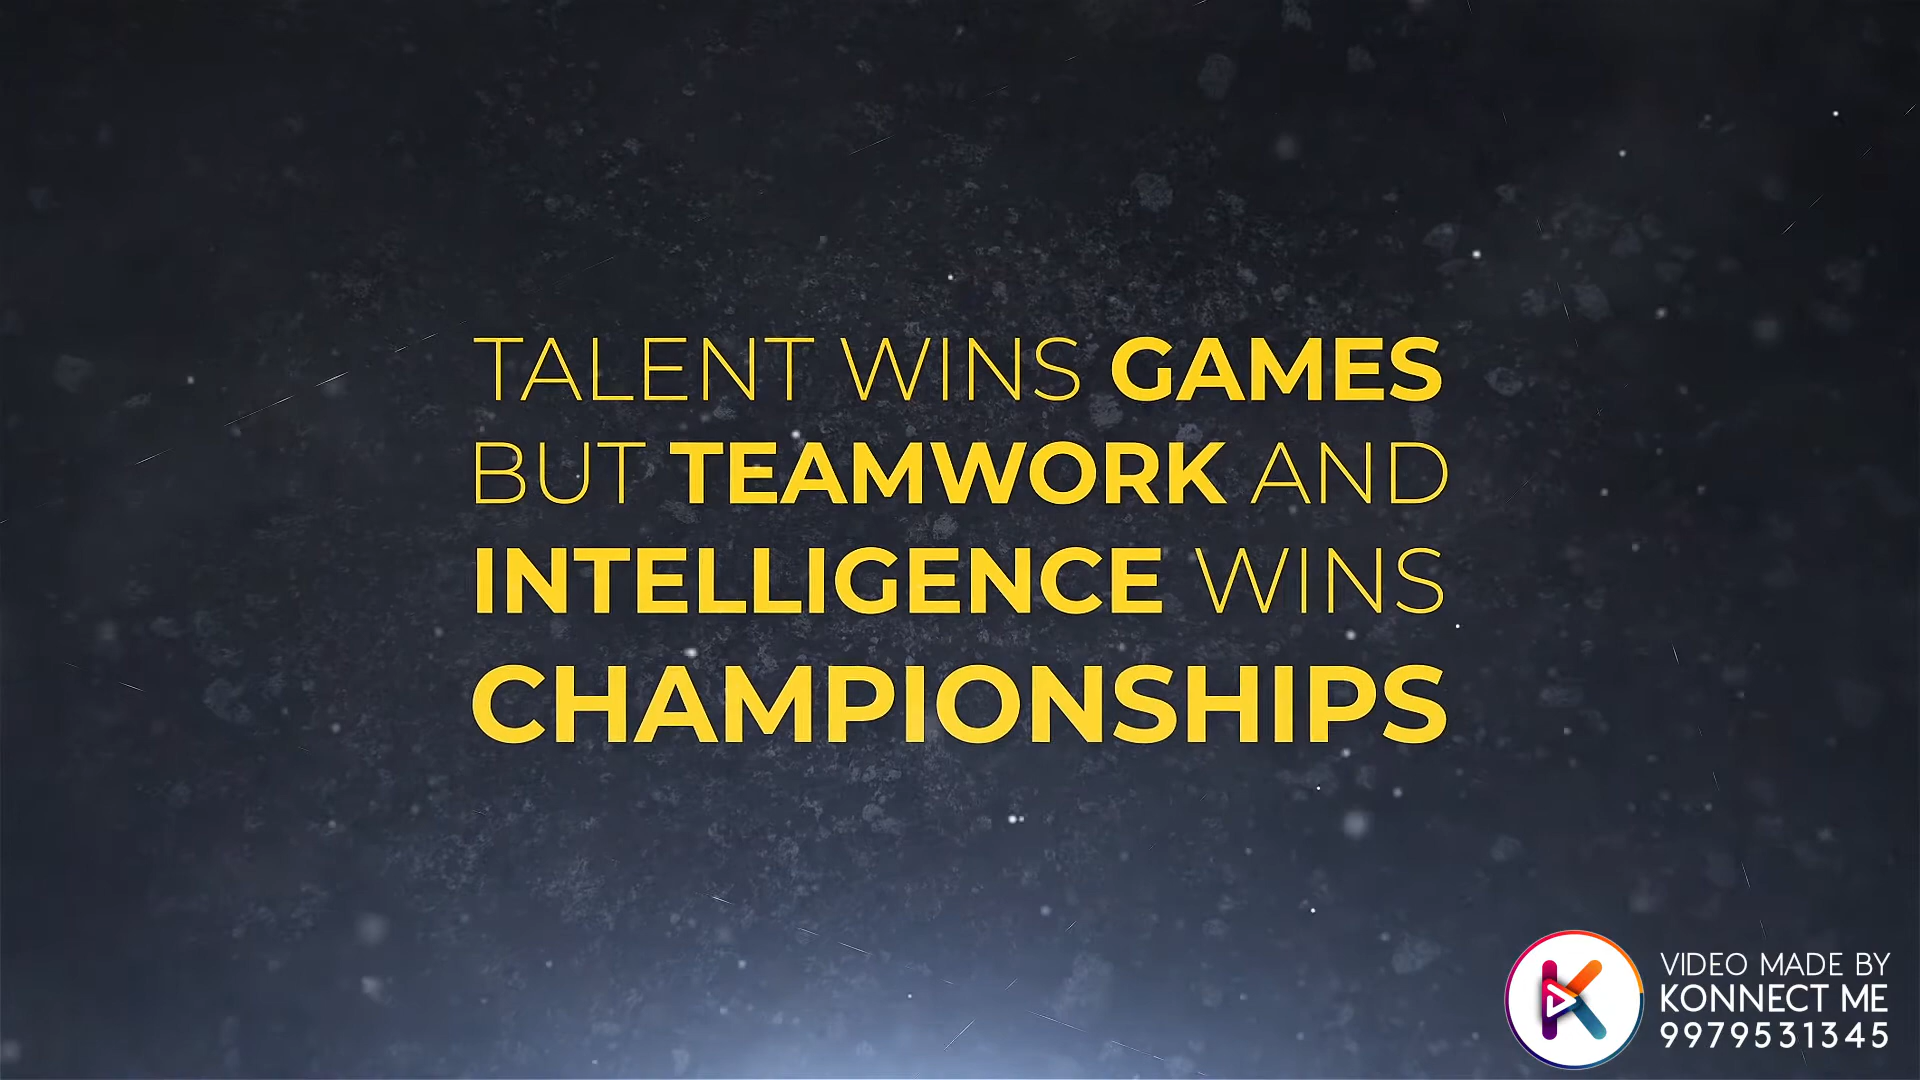 TALENT WINS GAMES
BUT TEAMWORK AND
INTELLIGENCE WINS
CHAMPIONSHIPS
VIDEO MADE BY
KONNECT ME
9979531345